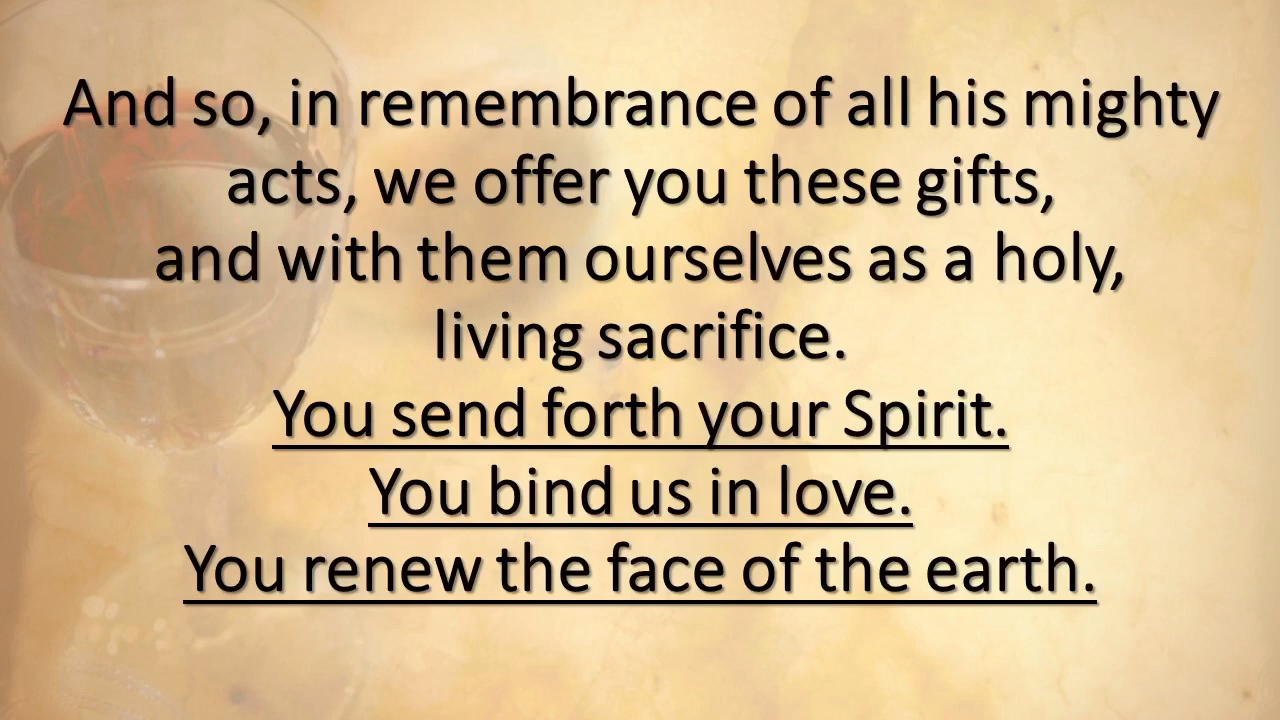 And so, in remembrance of all his mighty
acts, we offer you these gifts,
and with them ourselves as a holy,
living sacrifice.
You send forth your Spirit.
You bind us in love.
You renew the face of the earth.